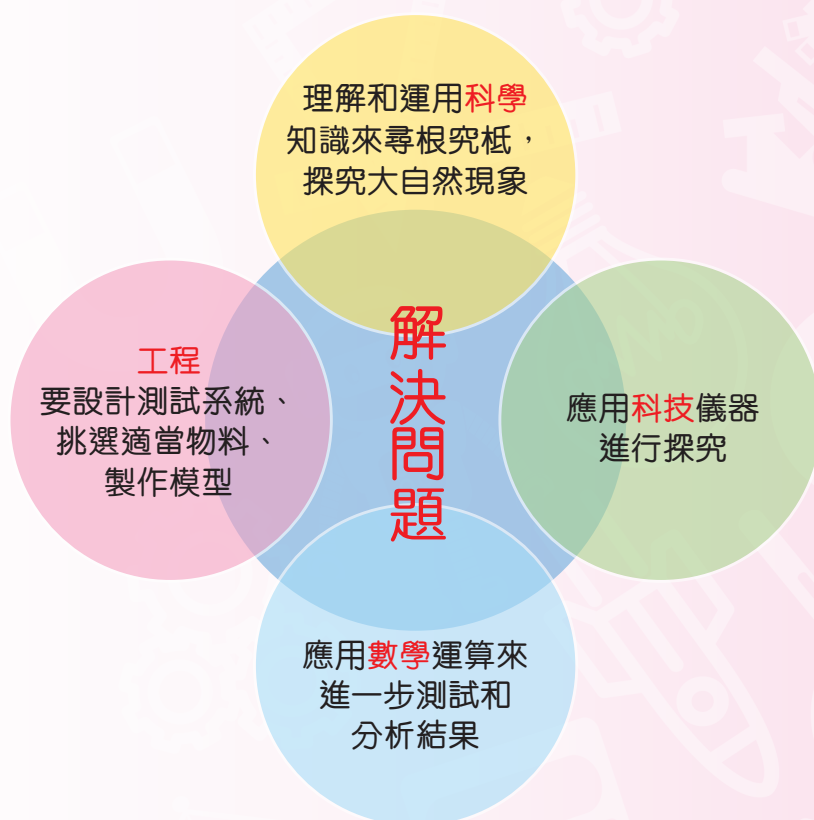 理解和運用科學
知識來尋根究柢，
探究大自然現象
工程
要設計測試系統、
挑選適當物料、
製作模型
解決問題
應用科技儀器
進行探究
應用數學運算來
進一步測試和
分析結果